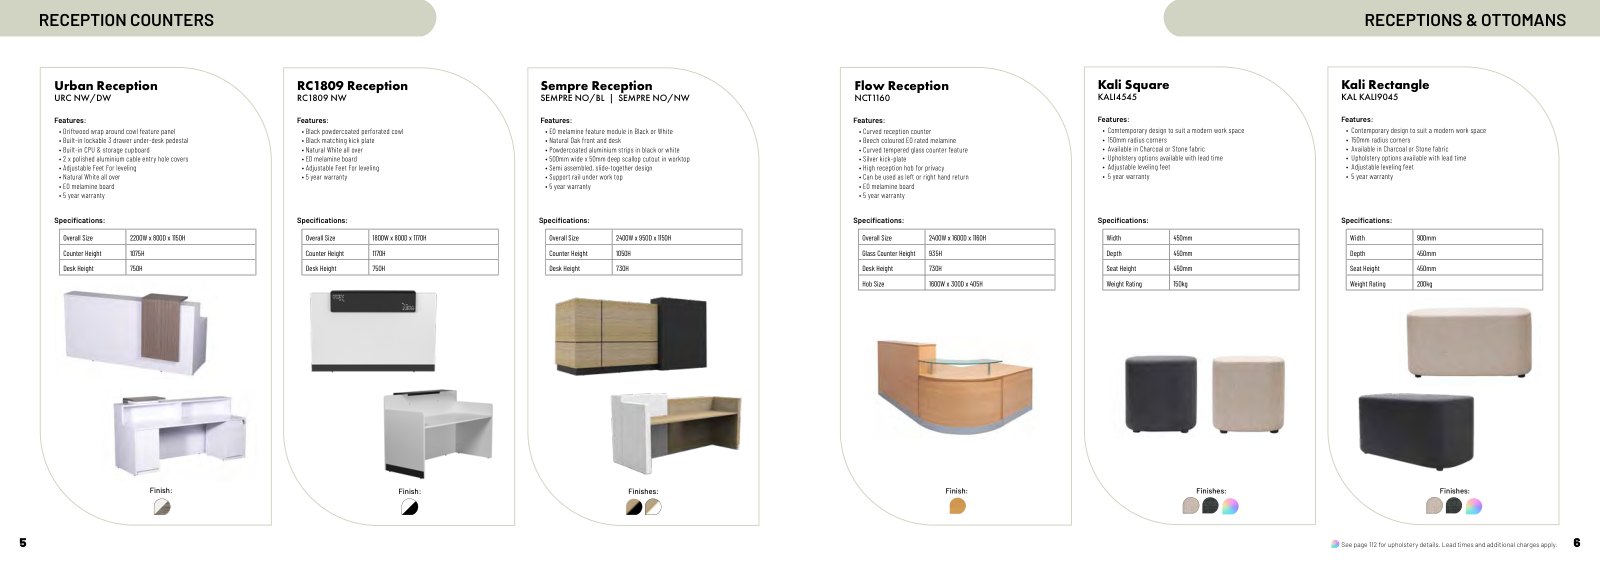 RECEPTION COUNTERS
RECEPTIONS & OTTOMANS
Urban Reception
URC NW/DW
Features:
• Driftwood wrap around cowl feature panel
• Built-in lockable 3 drawer under-desk pedestal
• Built-in CPU & storage cupboard
• 2 x polished aluminium cable entry hole covers
• Adjustable Feet For leveling
• Natural White all over
• E0 melamine board
• 5 year warranty
Specifications:
Overall Size 2200W x 800D x 1150H
Counter Height 1075H
Desk Height 750H
Finish:
RC1809 Reception
RC1809 NW
Features:
• Black powdercoated perforated cowl
• Black matching kick plate
• Natural White all over
• E0 melamine board
• Adjustable Feet For leveling
• 5 year warranty
Specifications:
Overall Size 1800W x 800D x 1170H
Counter Height 1170H
Desk Height 750H
Finish:
Sempre Reception
SEMPRE NO/BL | SEMPRE NO/NW
Features:
• E0 melamine feature module in Black or White
• Natural Oak front and desk
• Powdercoated aluminium strips in black or white
• 500mm wide x 50mm deep scallop cutout in worktop
• Semi assembled, slide-together design
• Support rail under work top
• 5 year warranty
Specifications:
Overall Size 2400W x 950D x 1150H
Counter Height 1050H
Desk Height 730H
Finishes:
Flow Reception
NCT1160
Features:
• Curved reception counter
• Beech coloured E0 rated melamine
• Curved tempered glass counter feature
• Silver kick-plate
• High reception hob for privacy
• Can be used as left or right hand return
• E0 melamine board
• 5 year warranty
Specifications:
Overall Size 2400W x 1600D x 1160H
Glass Counter Height 935H
Desk Height 730H
Hob Size 1600W x 300D x 405H
Finish:
Kali Square
KALI4545
Features:
• Comtemporary design to suit a modern work space
• 150mm radius corners
• Available in Charcoal or Stone fabric
• Upholstery options available with lead time
• Adjustable leveling feet
• 5 year warranty
Specifications:
Width 450mm
Depth 450mm
Seat Height 450mm
Weight Rating 150kg
Finishes:
Kali Rectangle
KAL KALI9045
Features:
• Contemporary design to suit a modern work space
• 150mm radius corners
• Available in Charcoal or Stone fabric
• Upholstery options available with lead time
• Adjustable leveling feet
• 5 year warranty
Specifications:
Width 900mm
Depth 450mm
Seat Height 450mm
Weight Rating 200kg
Finishes:
5
See page 112 for upholstery details. Lead times and additional charges apply.
6